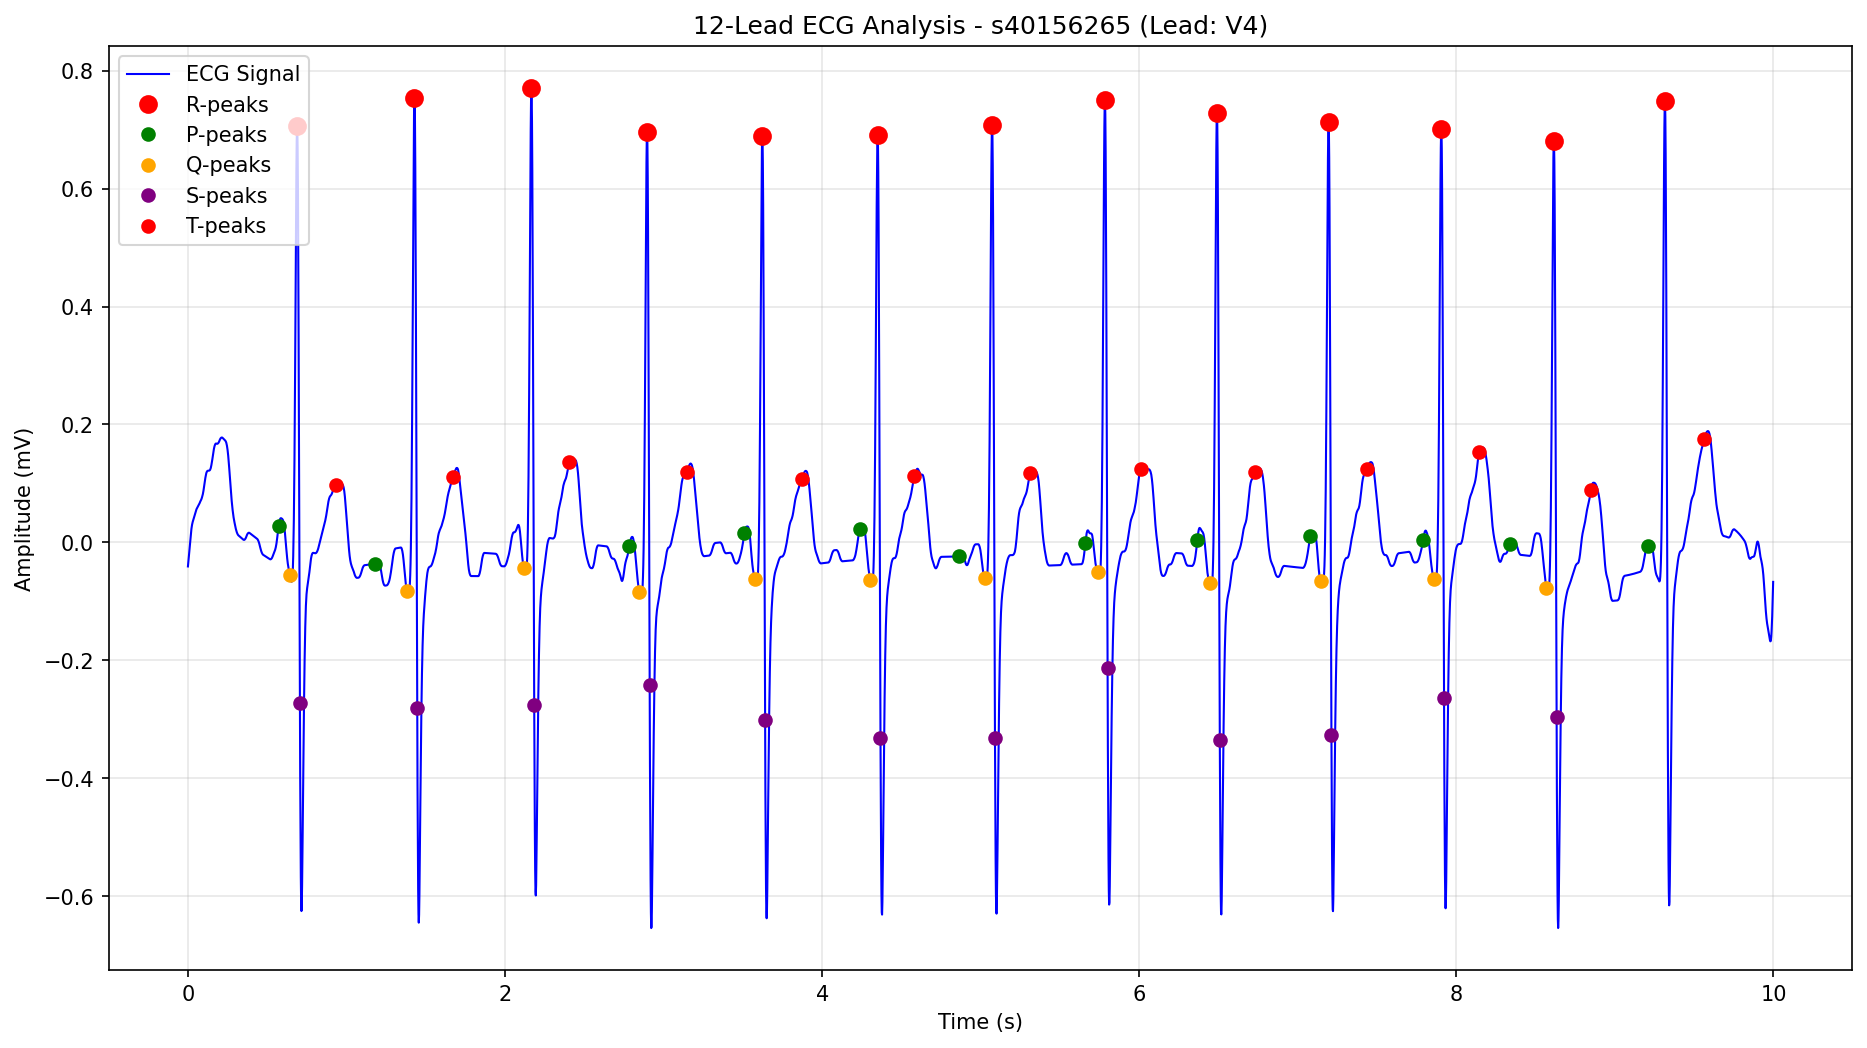 12-Lead ECG Analysis - s40156265 (Lead: V4)
ECG Signal
R-peaks
P-peaks
Q-peaks
S-peaks
T-peaks
Amplitude (mV)
0.8
0.6
0.4
0.2
0.0
−0.2
−0.4
−0.6
0 2 4 6 8 10
Time (s)